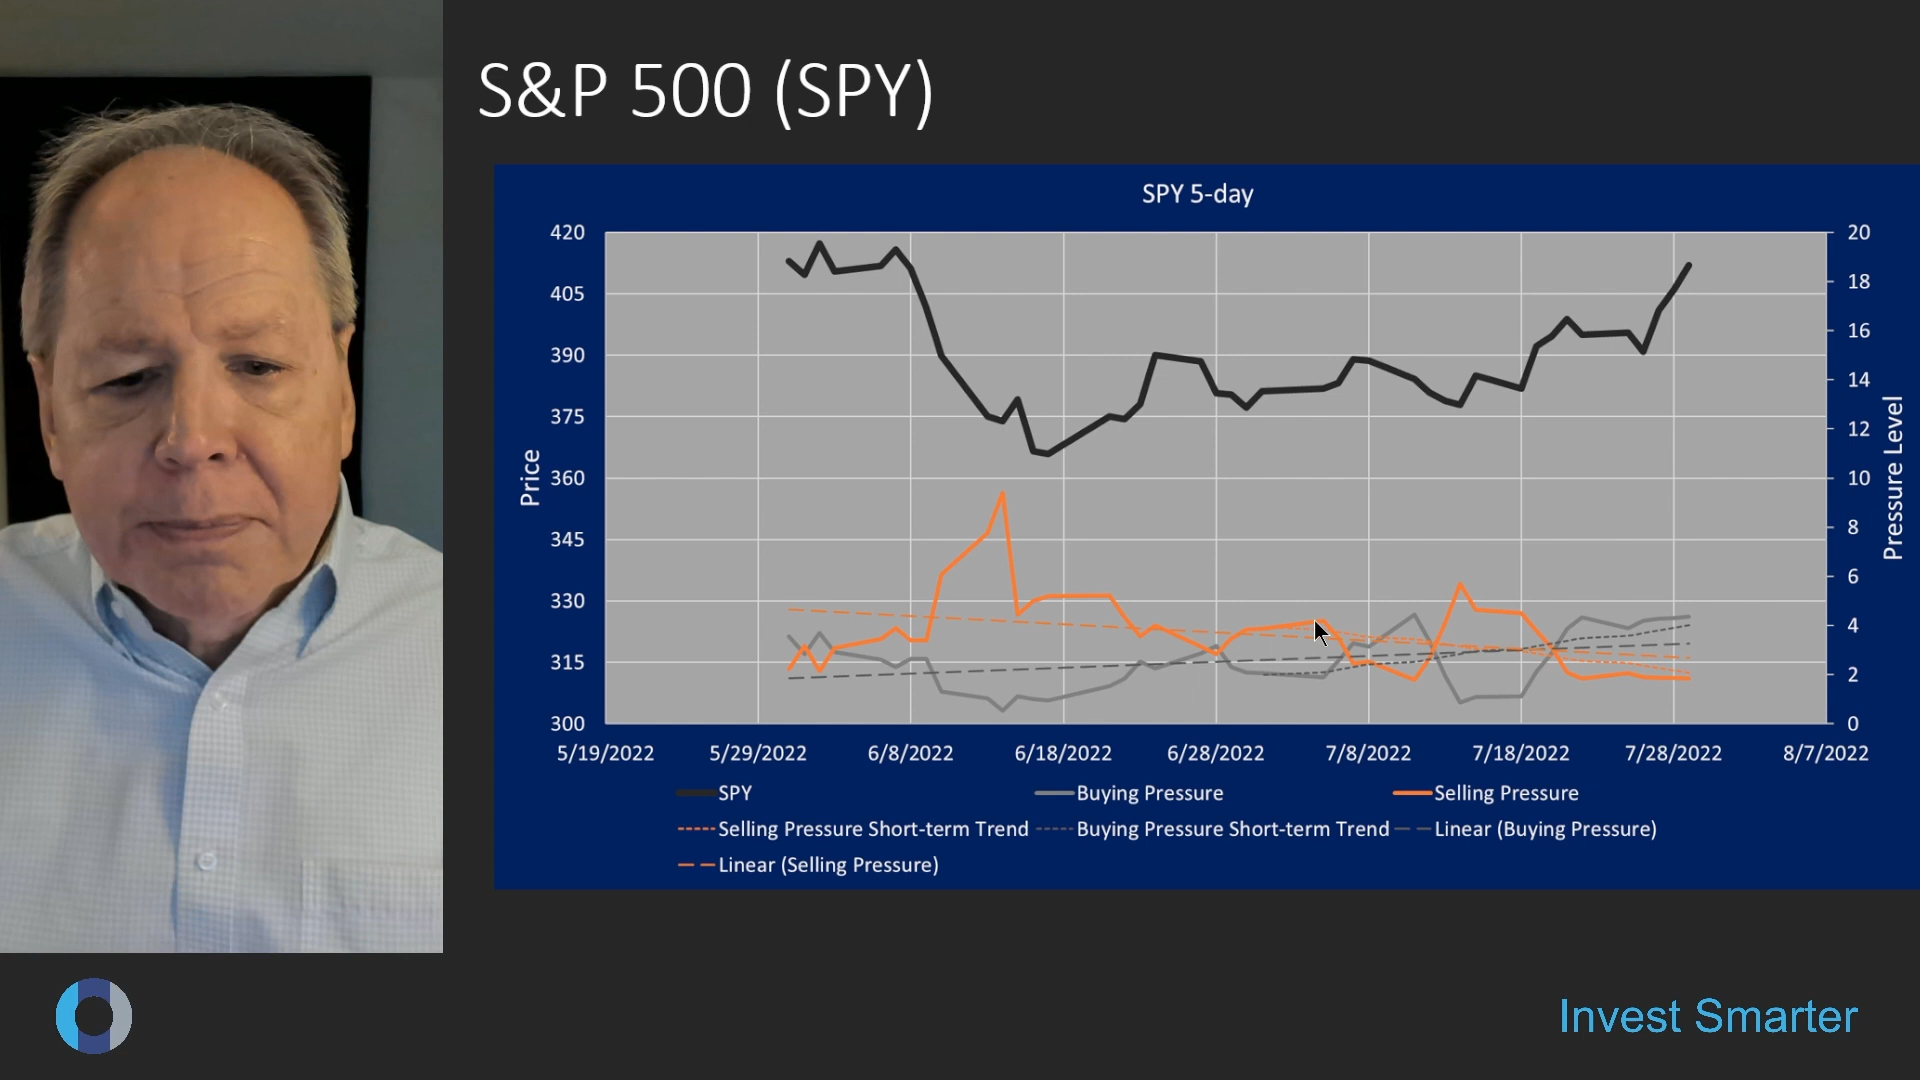 S&P 500 (SPY)
SPY 5-day
420
405
390
375
360
345
330
315
300
Price
20
18
16
14
12
10
8
6
4
2
0
Pressure Level
5/19/2022 5/29/2022 6/8/2022 6/18/2022 6/28/2022 7/8/2022 7/18/2022 7/28/2022 8/7/2022
SPY Buying Pressure Selling Pressure
Selling Pressure Short-term Trend Buying Pressure Short-term Trend Linear (Buying Pressure)
Linear (Selling Pressure)
Invest Smarter